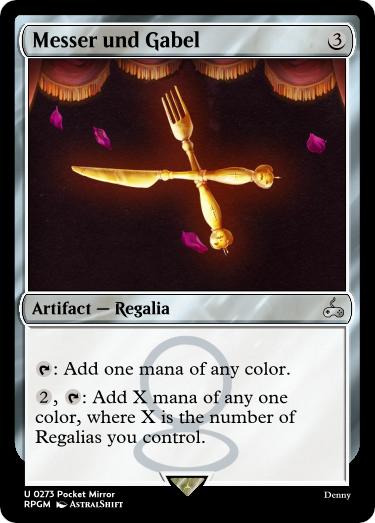 Messer und Gabel 3
Artifact — Regalia
: Add one mana of any color.
2, : Add X mana of any one
color, where X is the number of
Regalias you control.
U 0273 Pocket Mirror
RPGM AstralShift
Denny